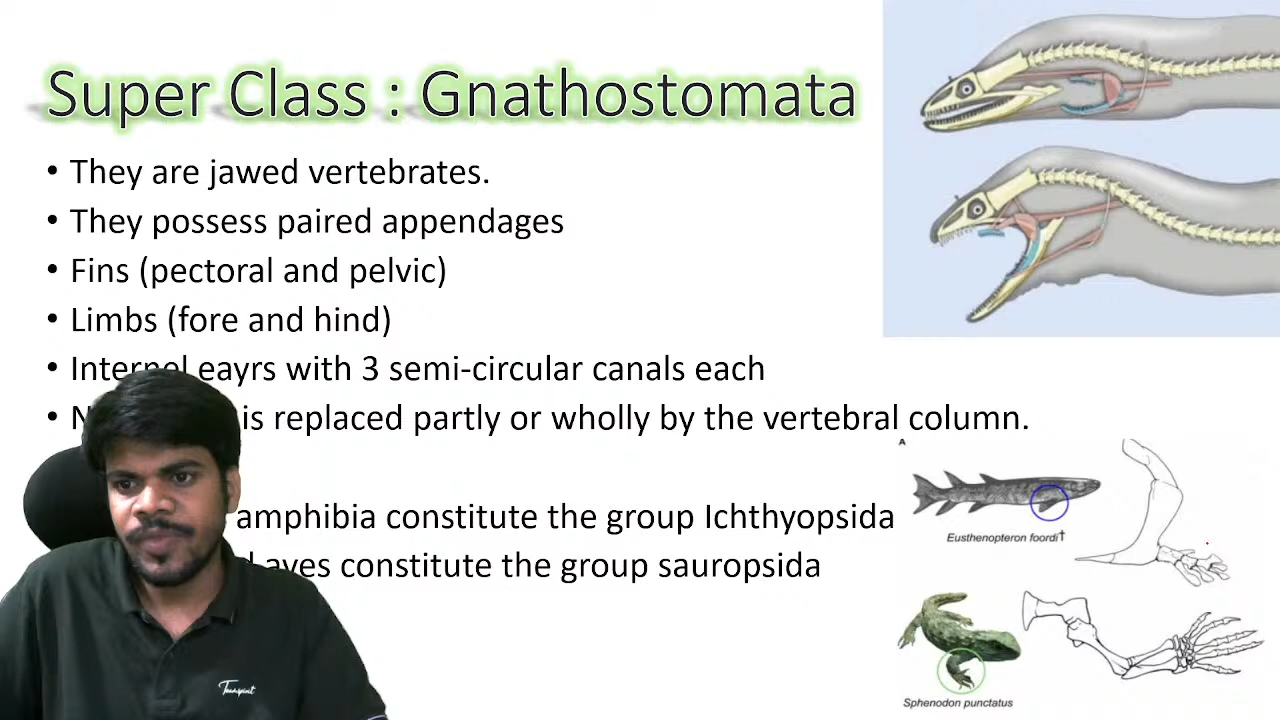 Super Class : Gnathostomata
• They are jawed vertebrates.
• They possess paired appendages
• Fins (pectoral and pelvic)
• Limbs (fore and hind)
• Internel eayrs with 3 semi-circular canals each
• is replaced partly or wholly by the vertebral column.
A
Eusthenopteron foordi†
amphibia constitute the group Ichthyopsida
aves constitute the group sauropsida
Sphenodon punctatus